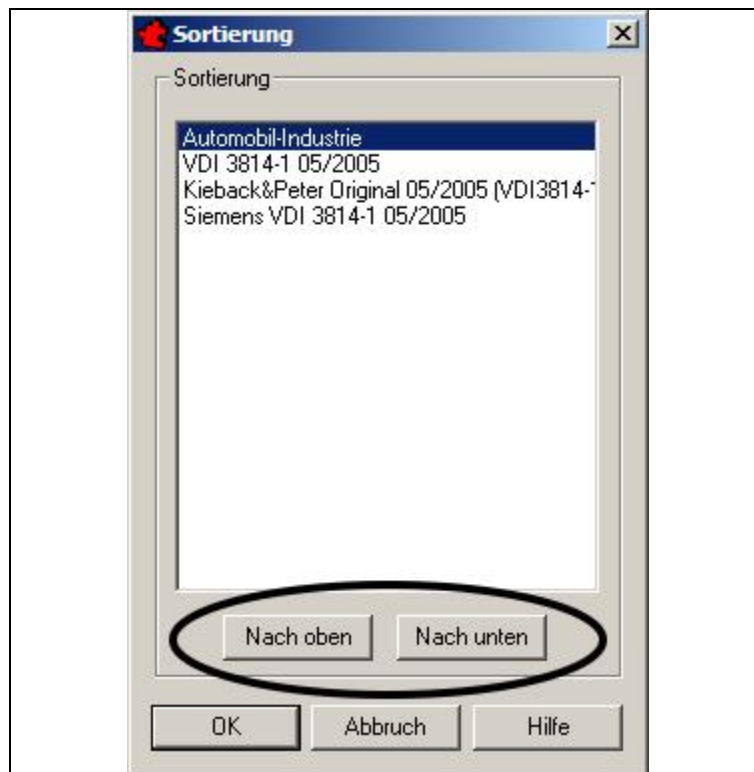 Sortierung
Sortierung
Automobil-Industrie
VDI 3814-1 05/2005
Kieback&Peter Original 05/2005 (VDI3814-
Siemens VDI 3814-1 05/2005
Nach oben Nach unten
OK Abbruch Hilfe